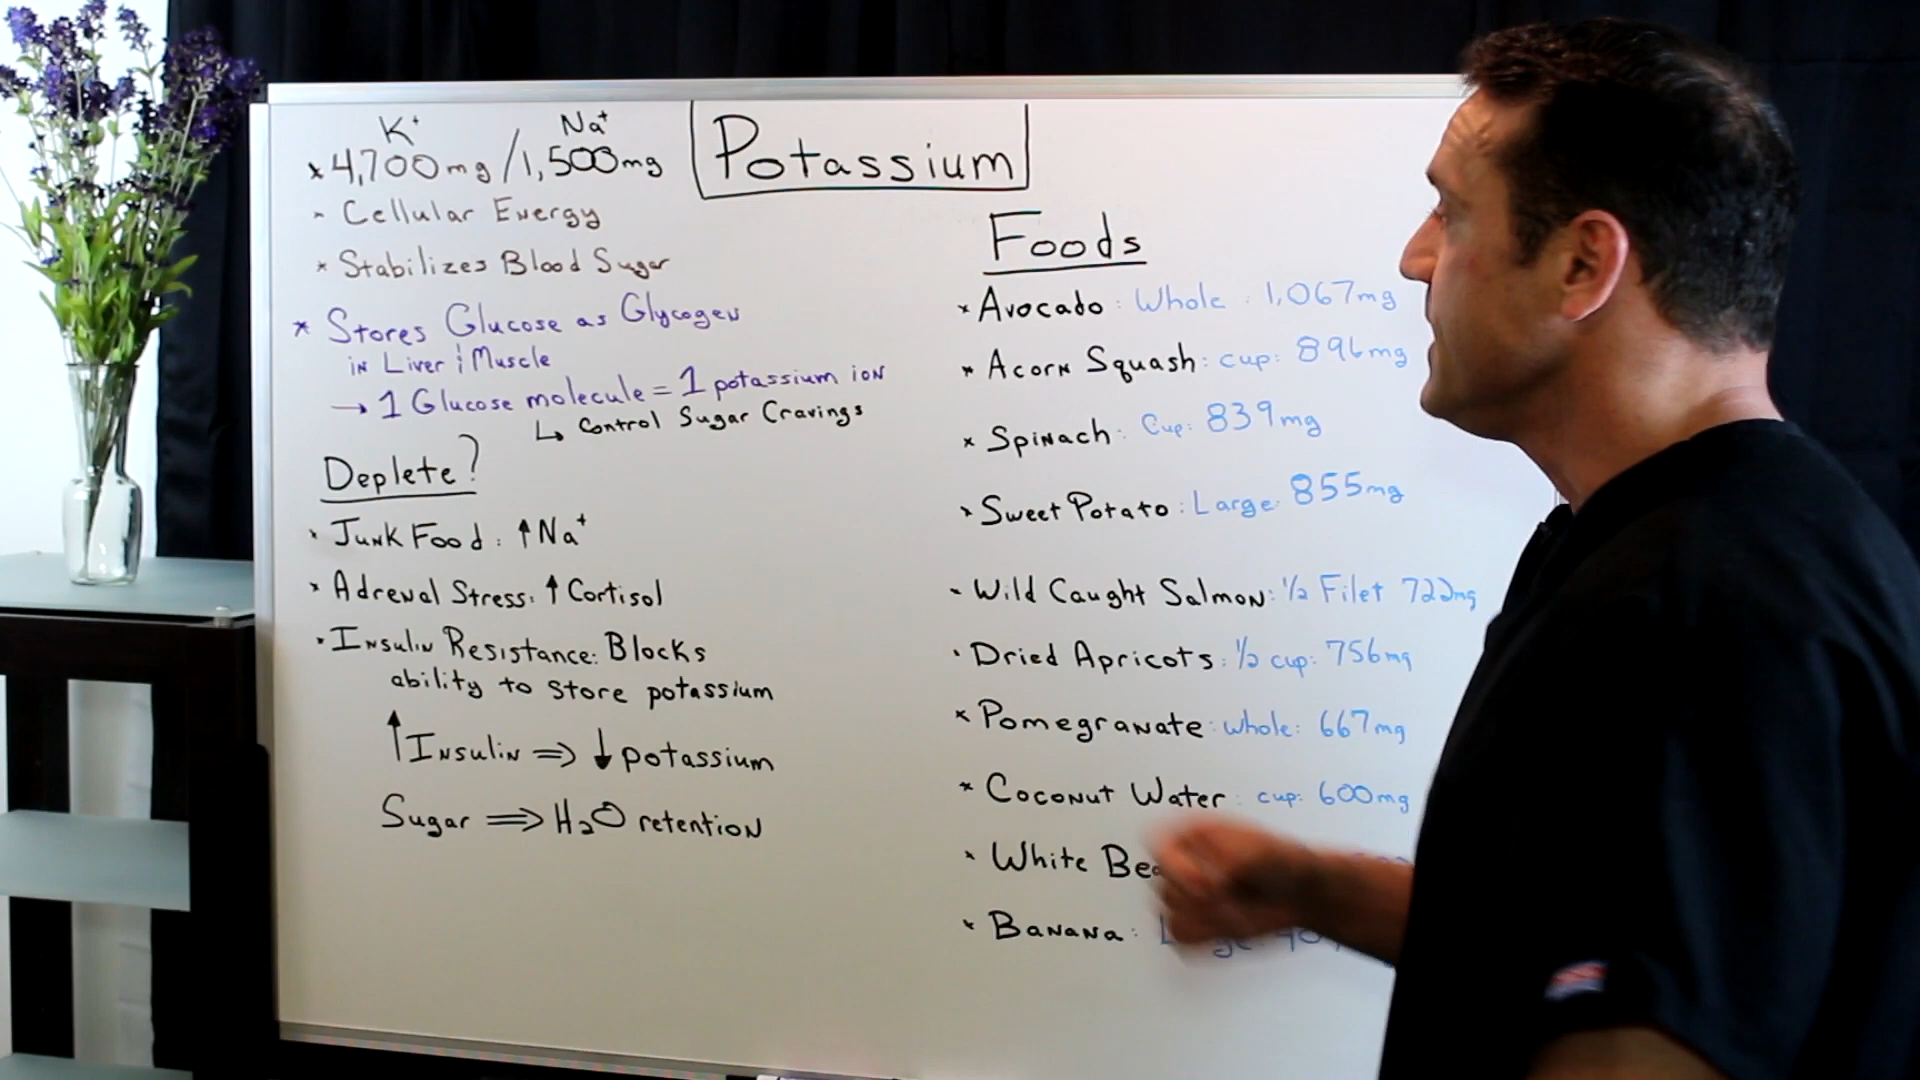 Potassium
K+ Na+
* 4,700mg / 1,500mg
* Cellular Energy
* Stabilizes Blood Sugar
* Stores Glucose as Glycogen
in Liver & Muscle
→ 1 Glucose molecule = 1 potassium ion
↳ Control Sugar Cravings
Deplete?
* Junk Food: ↑ Na+
* Adrenal Stress: ↑ Cortisol
* Insulin Resistance: Blocks
ability to store potassium
↑ Insulin ⇒ ↓ potassium
Sugar ⇒ H2O retention
Foods
* Avocado: Whole: 1,067mg
* Acorn Squash: cup: 896mg
* Spinach: Cup: 839mg
* Sweet Potato: Large: 855mg
* Wild Caught Salmon: 1/2 Filet 722mg
* Dried Apricots: 1/2 cup: 756mg
* Pomegranate: whole: 667mg
* Coconut Water: cup: 600mg
* White
* Banana: